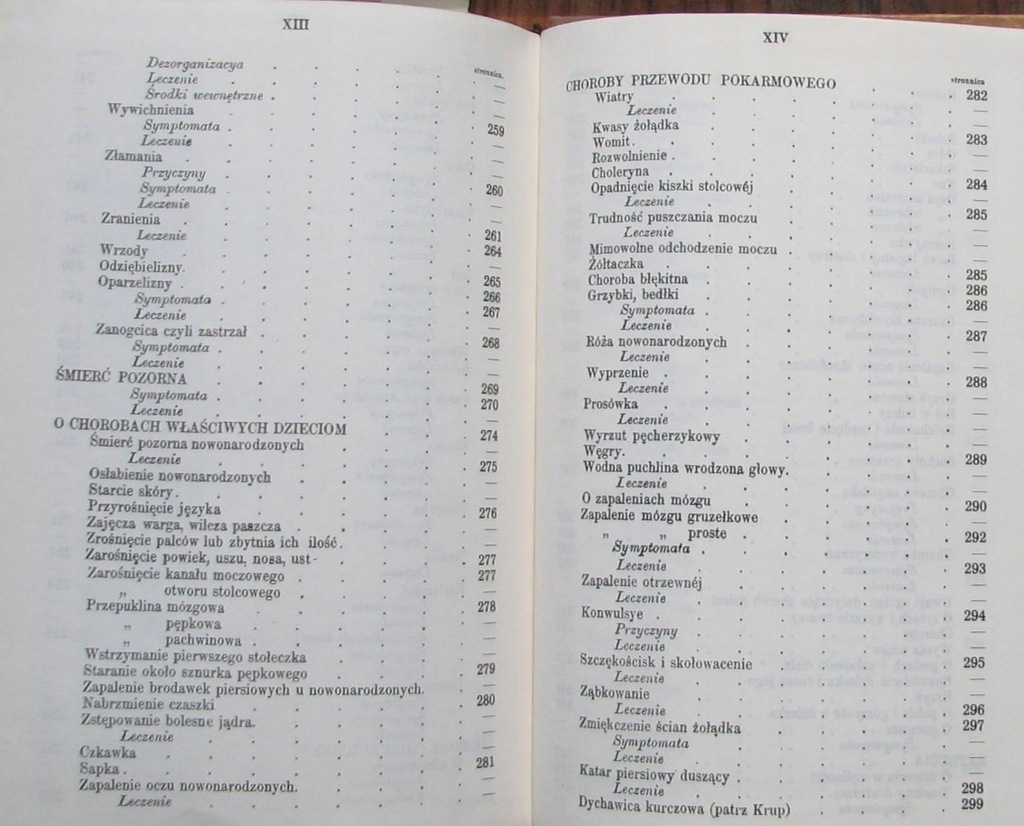 XIII
stronnica.
Dezorganizacya
Leczenie —
Środki wewnętrzne —
Wywichnienia —
Symptomata 259
Leczenie —
Złamania —
Przyczyny —
Symptomata 260
Leczenie —
Zranienia —
Leczenie 261
Wrzody 264
Odziębielizny. —
Oparzelizny 265
Symptomata 266
Leczenie 267
Zanogcica czyli zastrzał —
Symptomata 268
Leczenie —
ŚMIERĆ POZORNA —
Symptomata 269
Leczenie 270
O CHOROBACH WŁAŚCIWYCH DZIECIOM —
Śmierć pozorna nowonarodzonych 274
Leczenie —
Osłabienie nowonarodzonych 275
Starcie skóry. —
Przyrośnięcie języka —
Zajęcza warga, wilcza paszcza 276
Zrośnięcie palców lub zbytnia ich ilość. —
Zarośnięcie powiek, uszu, nosa, ust - —
Zarośnięcie kanału moczowego 277
„ otworu stolcowego 277
Przepuklina mózgowa —
„ pępkowa 278
„ pachwinowa —
Wstrzymanie pierwszego stołeczka —
Staranie około sznurka pępkowego —
Zapalenie brodawek piersiowych u nowonarodzonych. 279
Nabrzmienie czaszki —
Zstępowanie bolesne jądra. 280
Leczenie —
Czkawka —
Sapka. —
Zapalenie oczu nowonarodzonych. 281
Leczenie —
XIV
stronnica
CHOROBY PRZEWODU POKARMOWEGO
Wiatry 282
Leczenie —
Kwasy żołądka —
Womit. 283
Rozwolnienie. —
Choleryna —
Opadnięcie kiszki stolcowéj 284
Leczenie —
Trudność puszczania moczu 285
Leczenie —
Mimowolne odchodzenie moczu —
Żółtaczka —
Choroba błękitna 285
Grzybki, bedłki 286
Symptomata 286
Leczenie —
Róża nowonarodzonych 287
Leczenie —
Wyprzenie —
Leczenie 288
Prosówka —
Leczenie —
Wyrzut pęcherzykowy —
Węgry. —
Wodna puchlina wrodzona głowy. 289
Leczenie —
O zapaleniach mózgu —
Zapalenie mózgu gruzełkowe 290
„ „ proste —
Symptomata 292
Leczenie —
Zapalenie otrzewnéj 293
Leczenie —
Konwulsye —
Przyczyny 294
Leczenie —
Szczękościsk i skołowacenie —
Leczenie 295
Ząbkowanie —
Leczenie —
Zmiękczenie ścian żołądka 296
Symptomata 297
Leczenie —
Katar piersiowy duszący —
Leczenie 298
Dychawica kurczowa (patrz Krup) 299